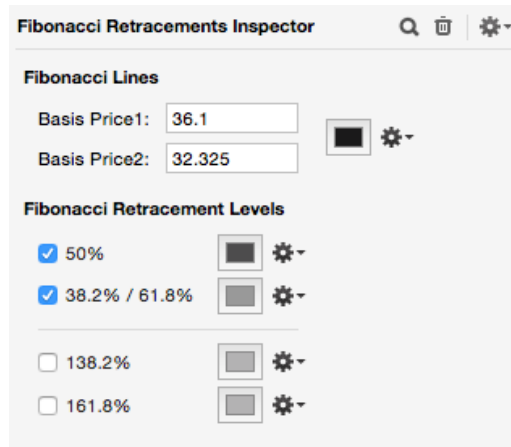 Fibonacci Retracements Inspector
Fibonacci Lines
Basis Price1: 36.1
Basis Price2: 32.325
Fibonacci Retracement Levels
50%
38.2% / 61.8%
138.2%
161.8%